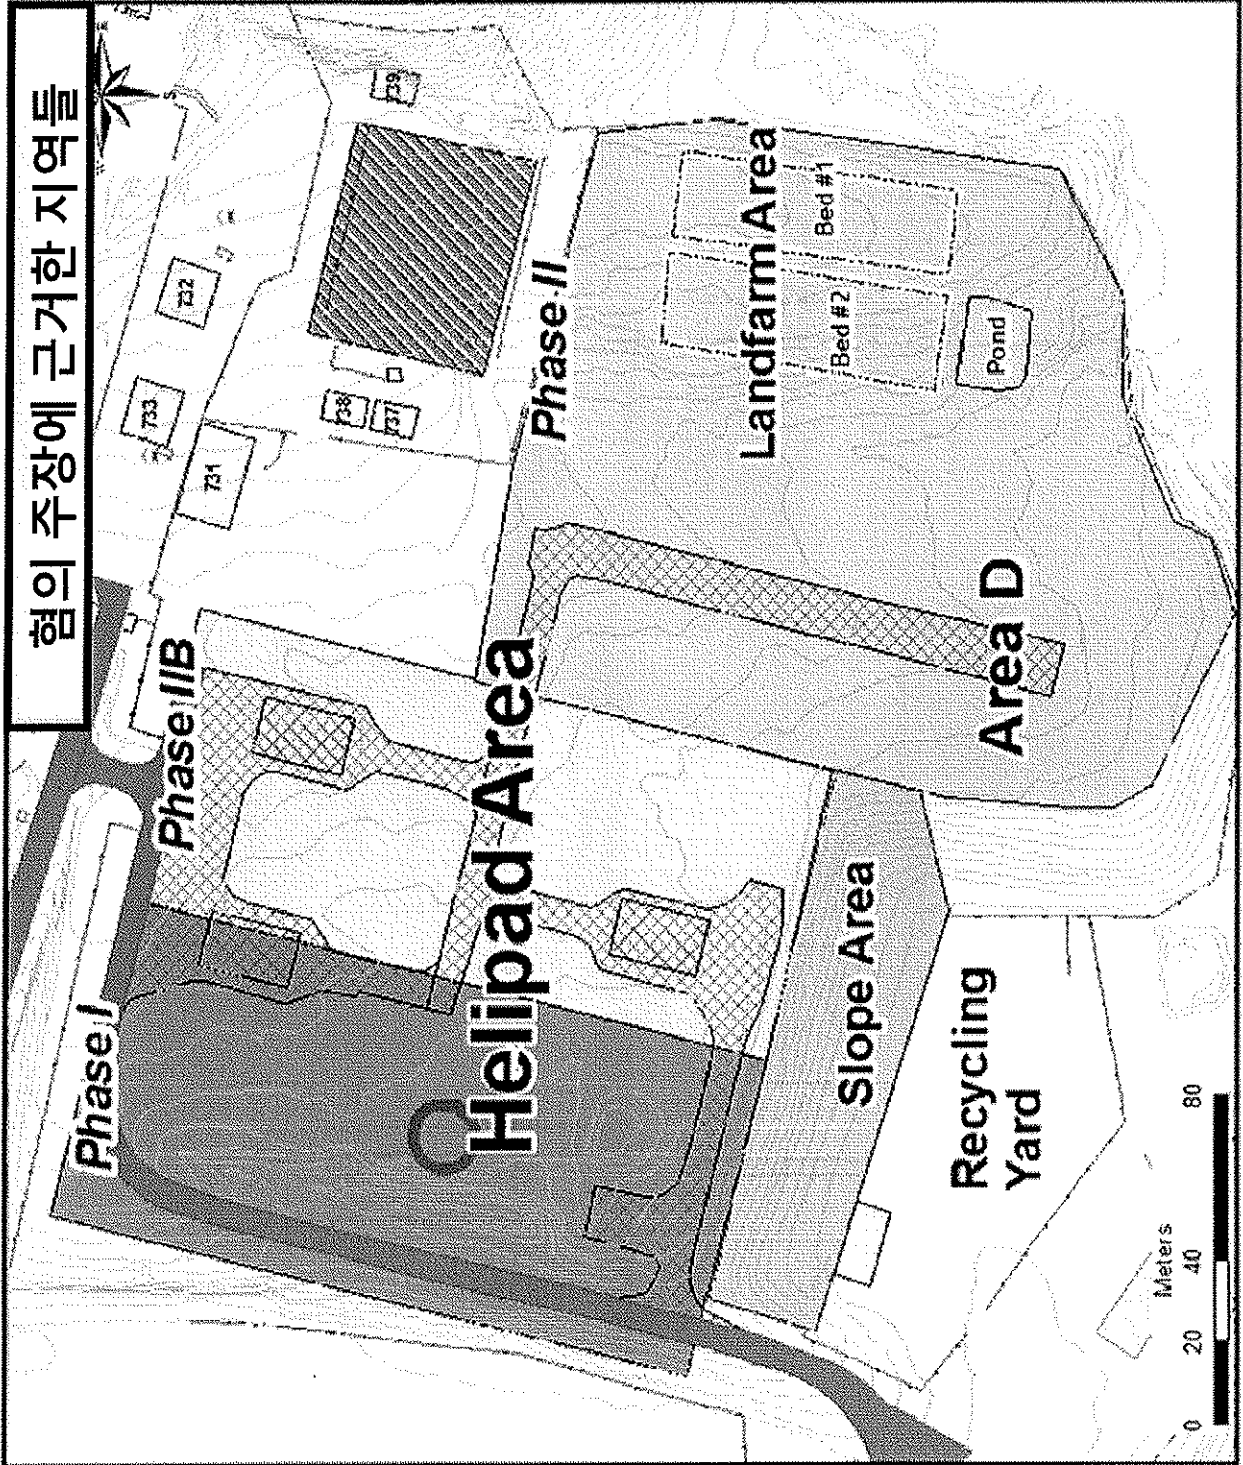 혐의 주장에 근거한 지역들
S
739
732
733
731
738
737
Phase I
Phase IIB
Phase II
Helipad Area
C
Landfarm Area
Bed #1
Bed #2
Pond
Area D
Slope Area
Recycling
Yard
Meters
0 20 40 80